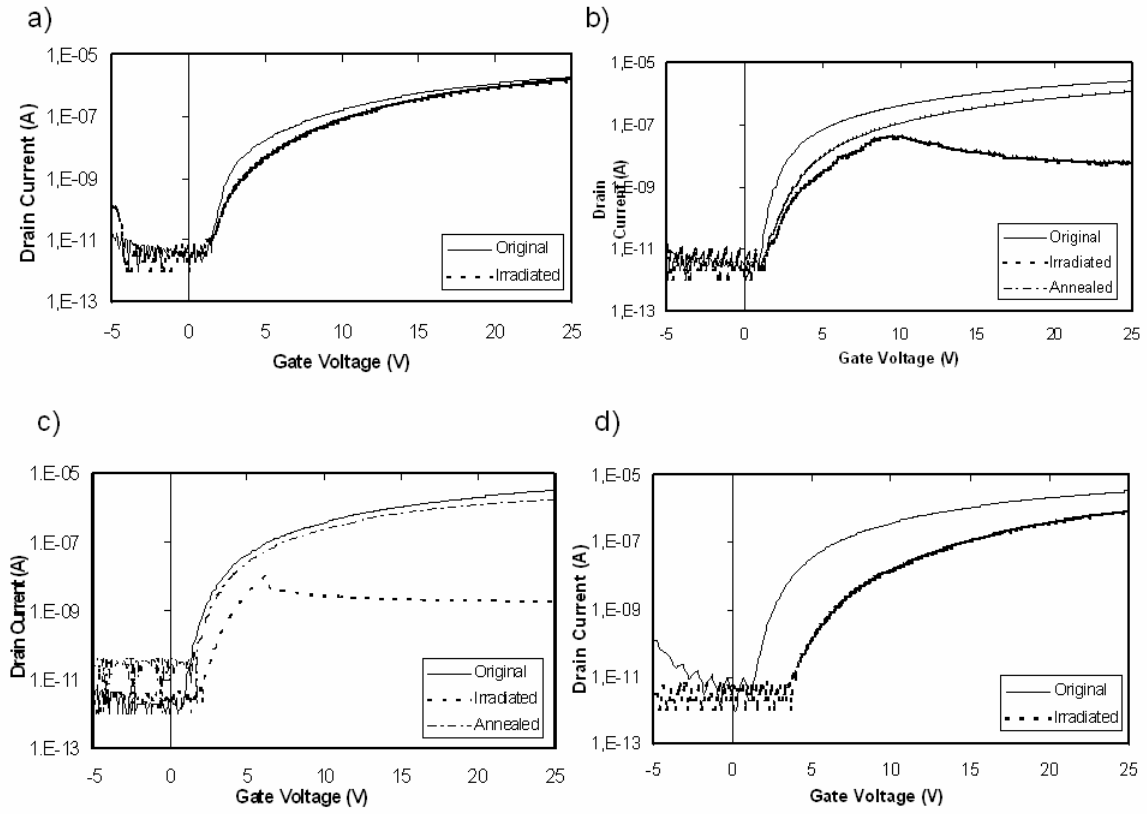 a)
1,E-05
1,E-07
1,E-09
1,E-11
1,E-13
Drain Current (A)
-5 0 5 10 15 20 25
Gate Voltage (V)
Original
Irradiated
b)
1,E-05
1,E-07
1,E-09
1,E-11
1,E-13
Drain
Current (A)
-5 0 5 10 15 20 25
Gate Voltage (V)
Original
Irradiated
Annealed
c)
1.E-05
1.E-07
1.E-09
1.E-11
1.E-13
Drain Current (A)
-5 0 5 10 15 20 25
Gate Voltage (V)
Original
Irradiated
Annealed
d)
1,E-05
1,E-07
1,E-09
1,E-11
1,E-13
Drain Current (A)
-5 0 5 10 15 20 25
Gate Voltage (V)
Original
Irradiated